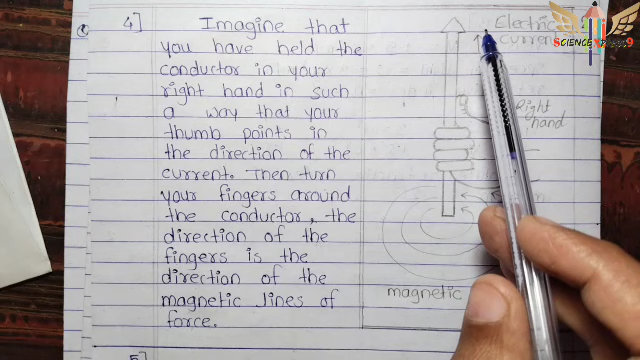 4] Imagine that
you have held the
conductor in your
right hand in such
a way that your
thumb points in
the direction of the
current. Then turn
your fingers around
the conductor, the
direction of the
fingers is the
direction of the
magnetic lines of
force.
Electric
current
Right
hand
magnetic
5]